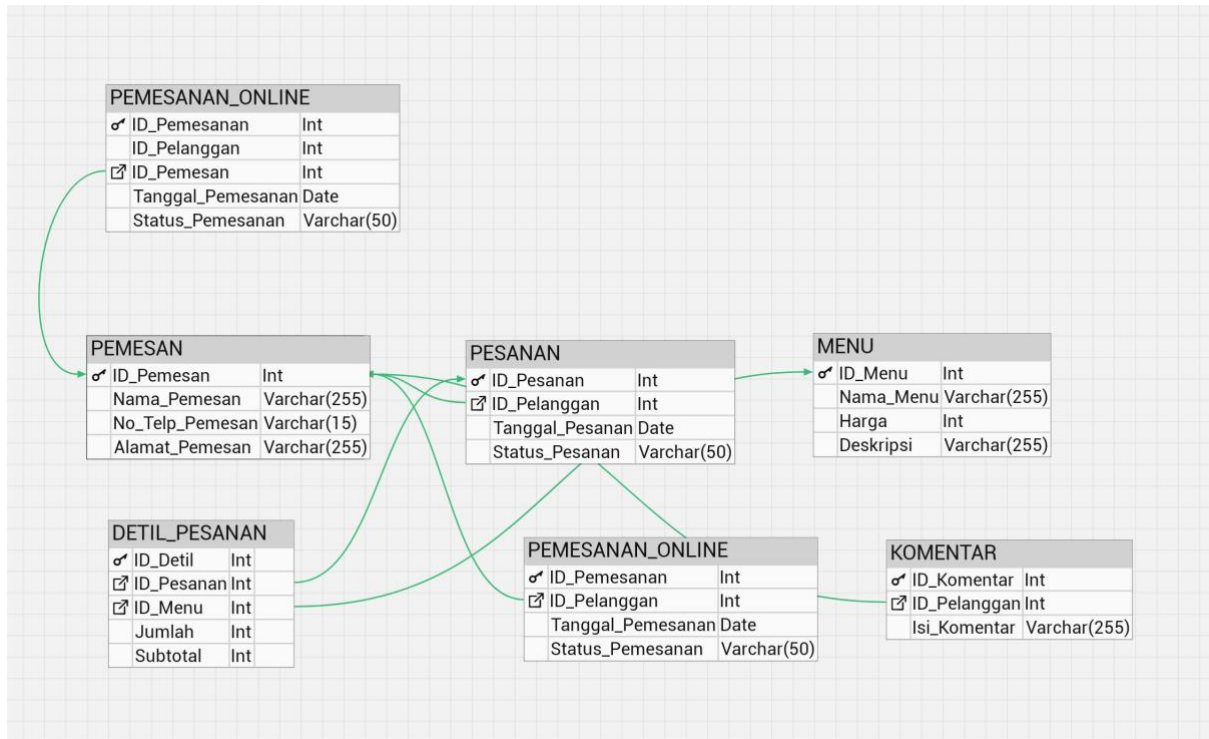 PEMESANAN_ONLINE
ID_Pemesanan Int
ID_Pelanggan Int
ID_Pemesan Int
Tanggal_Pemesanan Date
Status_Pemesanan Varchar(50)
PEMESAN
ID_Pemesan Int
Nama_Pemesan Varchar(255)
No_Telp_Pemesan Varchar(15)
Alamat_Pemesan Varchar(255)
PESANAN
ID_Pesanan Int
ID_Pelanggan Int
Tanggal_Pesanan Date
Status_Pesanan Varchar(50)
MENU
ID_Menu Int
Nama_Menu Varchar(255)
Harga Int
Deskripsi Varchar(255)
DETIL_PESANAN
ID_Detil Int
ID_Pesanan Int
ID_Menu Int
Jumlah Int
Subtotal Int
PEMESANAN_ONLINE
ID_Pemesanan Int
ID_Pelanggan Int
Tanggal_Pemesanan Date
Status_Pemesanan Varchar(50)
KOMENTAR
ID_Komentar Int
ID_Pelanggan Int
Isi_Komentar Varchar(255)